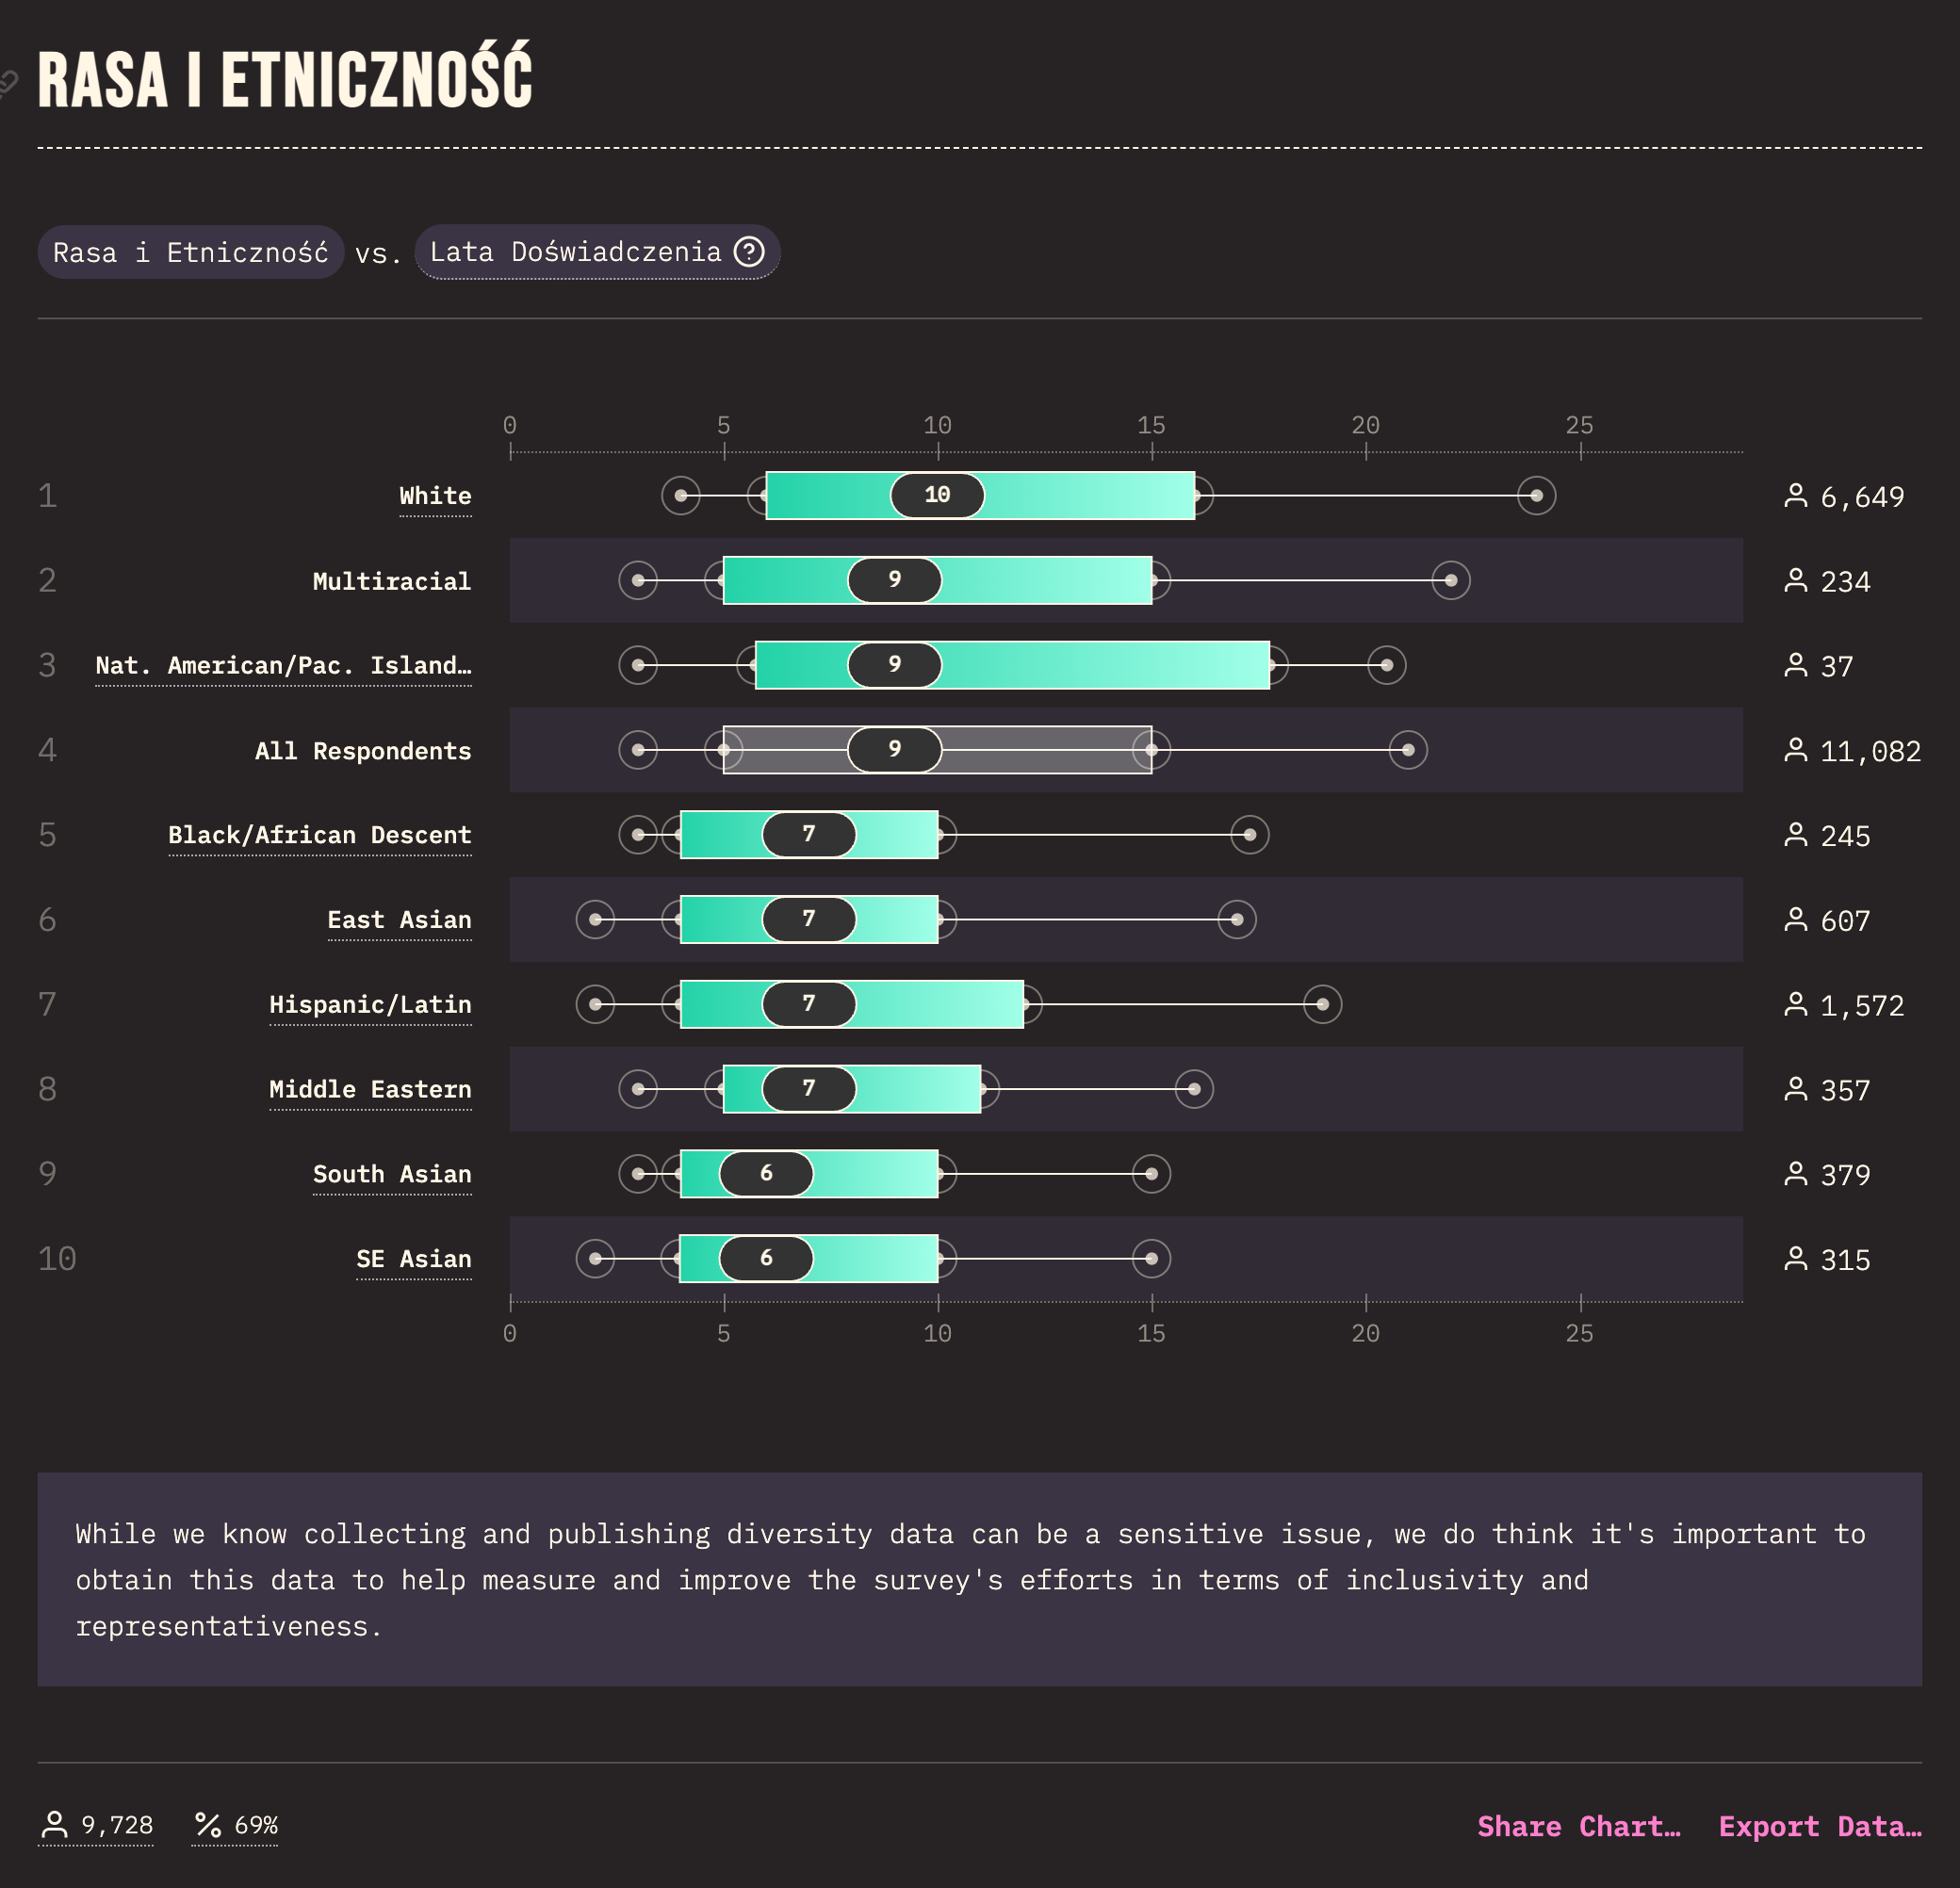 RASA I ETNICZNOŚĆ
Rasa i Etniczność vs. Lata Doświadczenia ?
0 5 10 15 20 25
1 White 10 6,649
2 Multiracial 9 234
3 Nat. American/Pac. Island… 9 37
4 All Respondents 9 11,082
5 Black/African Descent 7 245
6 East Asian 7 607
7 Hispanic/Latin 7 1,572
8 Middle Eastern 7 357
9 South Asian 6 379
10 SE Asian 6 315
0 5 10 15 20 25
While we know collecting and publishing diversity data can be a sensitive issue, we do think it's important to
obtain this data to help measure and improve the survey's efforts in terms of inclusivity and
representativeness.
9,728 % 69% Share Chart… Export Data…